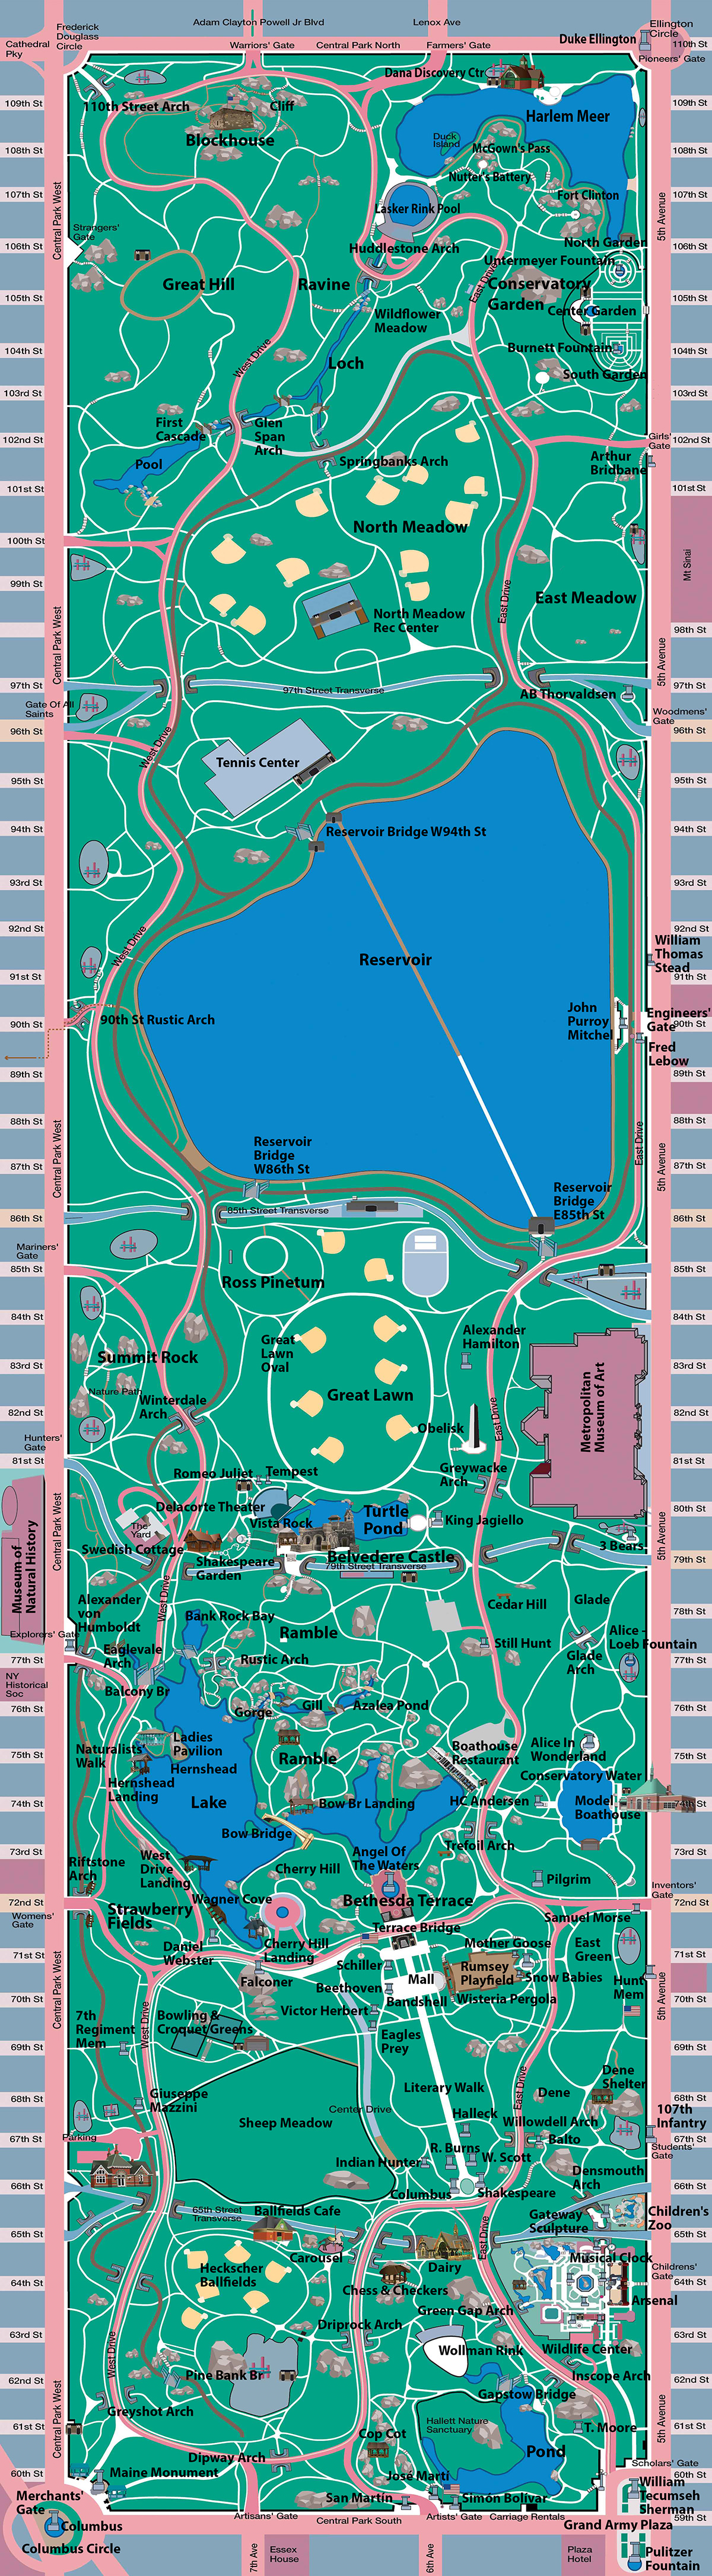 Adam Clayton Powell Jr Blvd
Lenox Ave
Frederick
Douglass
Circle
Ellington
Circle
Duke Ellington
Cathedral
Pky
Warriors' Gate
Central Park North
Farmers' Gate
110th St
Pioneers' Gate
Dana Discovery Ctr
109th St
110th Street Arch
Cliff
Harlem Meer
109th St
Blockhouse
Duck
Island
McGown's Pass
108th St
108th St
Nutter's Battery
107th St
Fort Clinton
107th St
Central Park West
5th Avenue
Lasker Rink Pool
Strangers'
Gate
106th St
Huddlestone Arch
North Garden
106th St
Untermeyer Fountain
Great Hill
Ravine
East Drive
Conservatory
Garden
105th St
Center Garden
105th St
Wildflower
Meadow
104th St
West Drive
Loch
Burnett Fountain
104th St
South Garden
103rd St
103rd St
First
Cascade
Glen
Span
Arch
102nd St
Girls'
Gate
102nd St
Pool
Springbanks Arch
Arthur
Bridbane
101st St
101st St
North Meadow
100th St
Mt Sinai
99th St
East Drive
East Meadow
North Meadow
Rec Center
98th St
Central Park West
5th Avenue
97th St
97th Street Transverse
AB Thorvaldsen
97th St
Gate Of All
Saints
Woodmens'
Gate
96th St
West Drive
96th St
Tennis Center
95th St
95th St
94th St
Reservoir Bridge W94th St
94th St
93rd St
93rd St
92nd St
West Drive
92nd St
William
Thomas
Stead
Reservoir
91st St
91st St
90th St
90th St Rustic Arch
John
Purroy
Mitchel
Engineers'
Gate
90th St
Fred
Lebow
89th St
89th St
88th St
88th St
Central Park West
Reservoir
Bridge
W86th St
East Drive
5th Avenue
87th St
87th St
Reservoir
Bridge
E85th St
86th St
85th Street Transverse
86th St
Mariners'
Gate
85th St
Ross Pinetum
85th St
84th St
84th St
Great
Lawn
Oval
Alexander
Hamilton
83rd St
Summit Rock
Metropolitan
Museum of Art
83rd St
Nature Path
Great Lawn
Winterdale
Arch
82nd St
East Drive
82nd St
Obelisk
Hunters'
Gate
81st St
Romeo Juliet
Tempest
Greywacke
Arch
81st St
Museum of
Natural History
Central Park West
Delacorte Theater
Turtle
Pond
80th St
5th Avenue
The
Yard
Vista Rock
King Jagiello
Swedish Cottage
Shakespeare
Garden
Belvedere Castle
79th Street Transverse
3 Bears
79th St
West Drive
Alexander
von
Humboldt
Cedar Hill
Glade
78th St
Bank Rock Bay
Explorers' Gate
Ramble
Still Hunt
Alice -
Loeb Fountain
Eaglevale
Arch
Rustic Arch
Glade
Arch
77th St
77th St
NY
Historical
Soc
Balcony Br
76th St
Gorge
Gill
Azalea Pond
76th St
Ladies
Pavilion
Boathouse
Restaurant
Alice In
Wonderland
75th St
Naturalists
Walk
Hernshead
Ramble
75th St
Hernshead
Landing
Conservatory Water
74th St
Lake
Bow Br Landing
HC Andersen
Model
Boathouse
74th St
Bow Bridge
Trefoil Arch
73rd St
West
Drive
Landing
Angel Of
The Waters
73rd St
Riftstone
Arch
Cherry Hill
Pilgrim
Inventors'
Gate
72nd St
Wagner Cove
Bethesda Terrace
72nd St
Womens'
Gate
Strawberry
Fields
Samuel Morse
Terrace Bridge
Daniel
Webster
Cherry Hill
Landing
Mother Goose
East
Green
71st St
Schiller
71st St
Central Park West
Falconer
Beethoven
Mall
Rumsey
Playfield
Snow Babies
Hunt
Mem
5th Avenue
70th St
Bandshell
Wisteria Pergola
70th St
7th
Regiment
Mem
West Drive
Bowling &
Croquet Greens
Victor Herbert
Eagles
Prey
69th St
69th St
Dene
Shelter
Literary Walk
East Drive
Dene
68th St
Giuseppe
Mazzini
Center Drive
68th St
Sheep Meadow
Halleck
Willowdell Arch
107th
Infantry
67th St
Parking
Balto
67th St
Students'
Gate
R. Burns
W. Scott
Indian Hunter
Densmouth
Arch
66th St
Columbus
Shakespeare
66th St
65th Street
Transverse
Ballfields Cafe
Gateway
Sculpture
Children's
Zoo
65th St
East Drive
65th St
Carousel
Musical Clock
Heckscher
Ballfields
Dairy
Childrens'
Gate
64th St
Chess & Checkers
64th St
Arsenal
Green Gap Arch
Driprock Arch
63rd St
West Drive
63rd St
Wollman Rink
Wildlife Center
62nd St
Pine Bank Br
Inscope Arch
62nd St
Gapstow Bridge
Central Park West
Greyshot Arch
5th Avenue
61st St
Hallett Nature
Sanctuary
T. Moore
61st St
Cop Cot
Dipway Arch
Pond
Scholars' Gate
60th St
Maine Monument
José Martí
60th St
William
Tecumseh
Sherman
Merchants'
Gate
San Martín
Simón Bolívar
Artisans' Gate
Central Park South
Artists' Gate
Carriage Rentals
59th St
Columbus
Grand Army Plaza
Columbus Circle
7th Ave
Essex
House
6th Ave
Plaza
Hotel
Pulitzer
Fountain